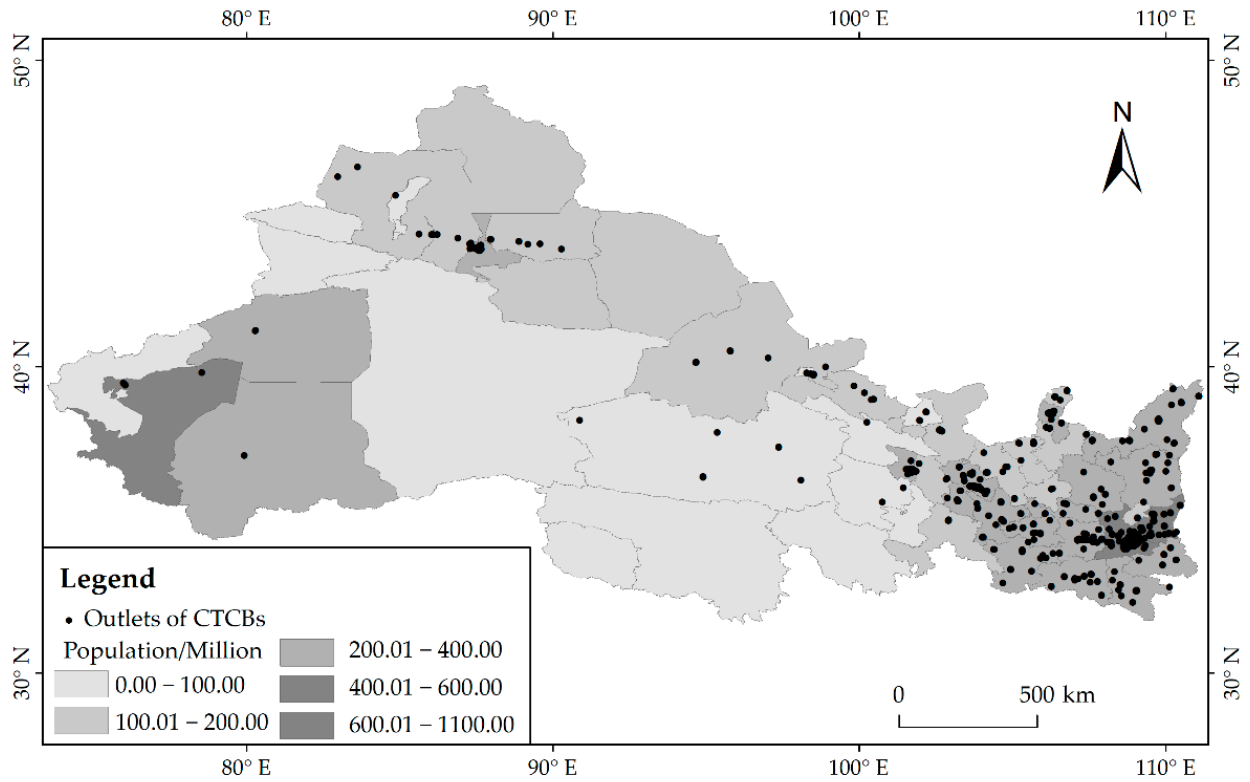 80° E 90° E 100° E 110° E
50° N 50° N
N
40° N 40° N
30° N 30° N
Legend
Outlets of CTCBs
Population/Million
0.00 – 100.00
100.01 – 200.00
200.01 – 400.00
400.01 – 600.00
600.01 – 1100.00
0 500 km
80° E 90° E 100° E 110° E